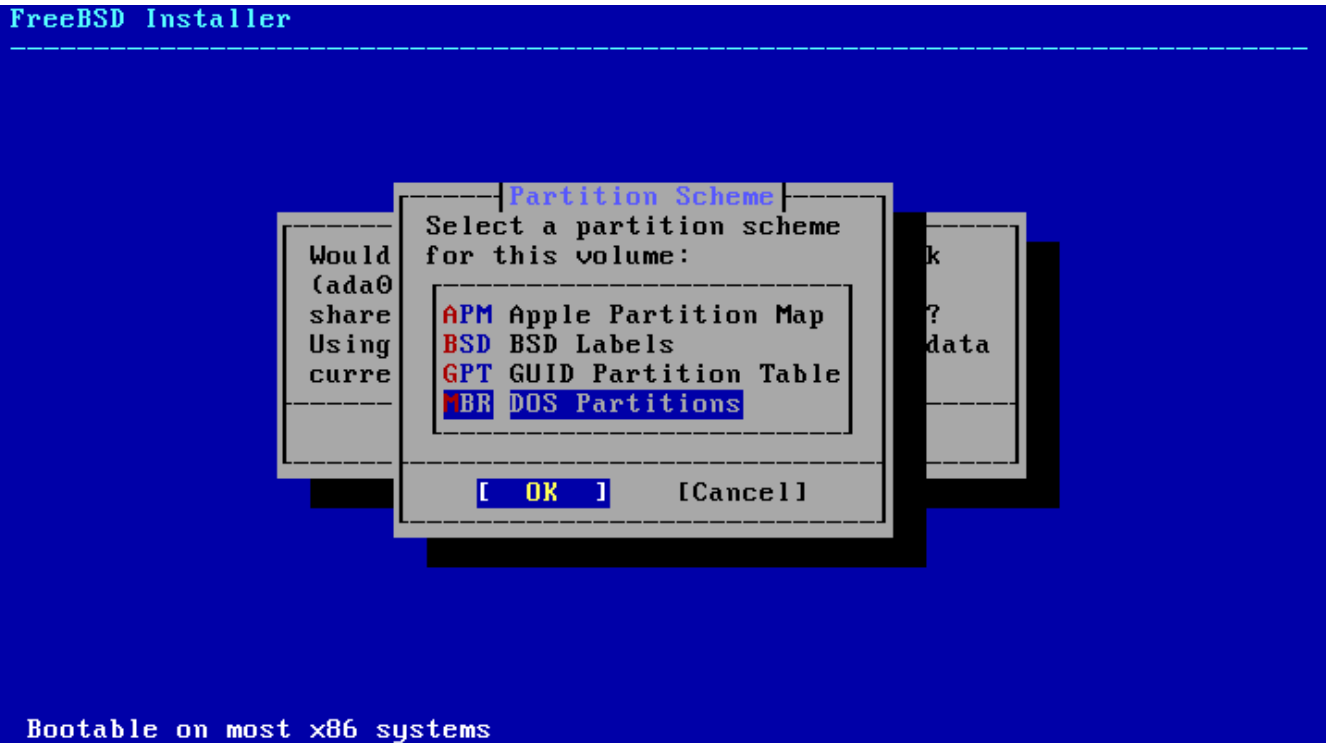 FreeBSD Installer
Partition Scheme
Select a partition scheme
for this volume:
Would
k
(ada0
share
?
Using
data
curre
APM Apple Partition Map
BSD BSD Labels
GPT GUID Partition Table
MBR DOS Partitions
[ OK ] [Cancel]
Bootable on most x86 systems